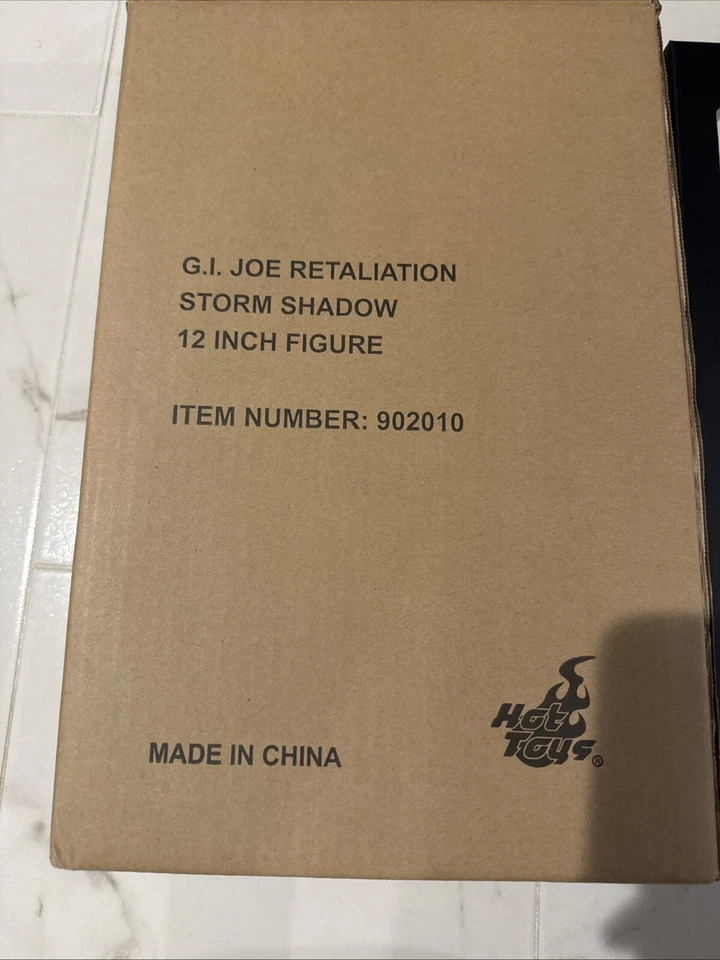 G.I. JOE RETALIATION
STORM SHADOW
12 INCH FIGURE
ITEM NUMBER: 902010
MADE IN CHINA
Hot
Toys®